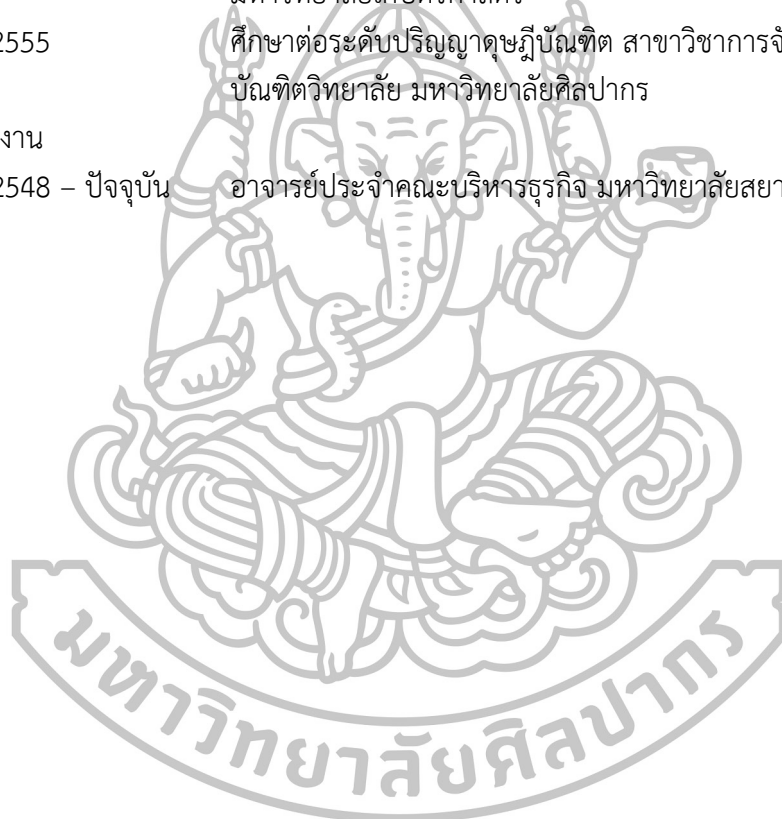 2555 ศึกษาต่อระดับปริญญาดุษฎีบัณฑิต สาขาวิชาการจั
บัณฑิตวิทยาลัย มหาวิทยาลัยศิลปากร
งาน
2548 – ปัจจุบัน อาจารย์ประจำคณะบริหารธุรกิจ มหาวิทยาลัยสยา
มหาวิทยาลัยศิลปากร